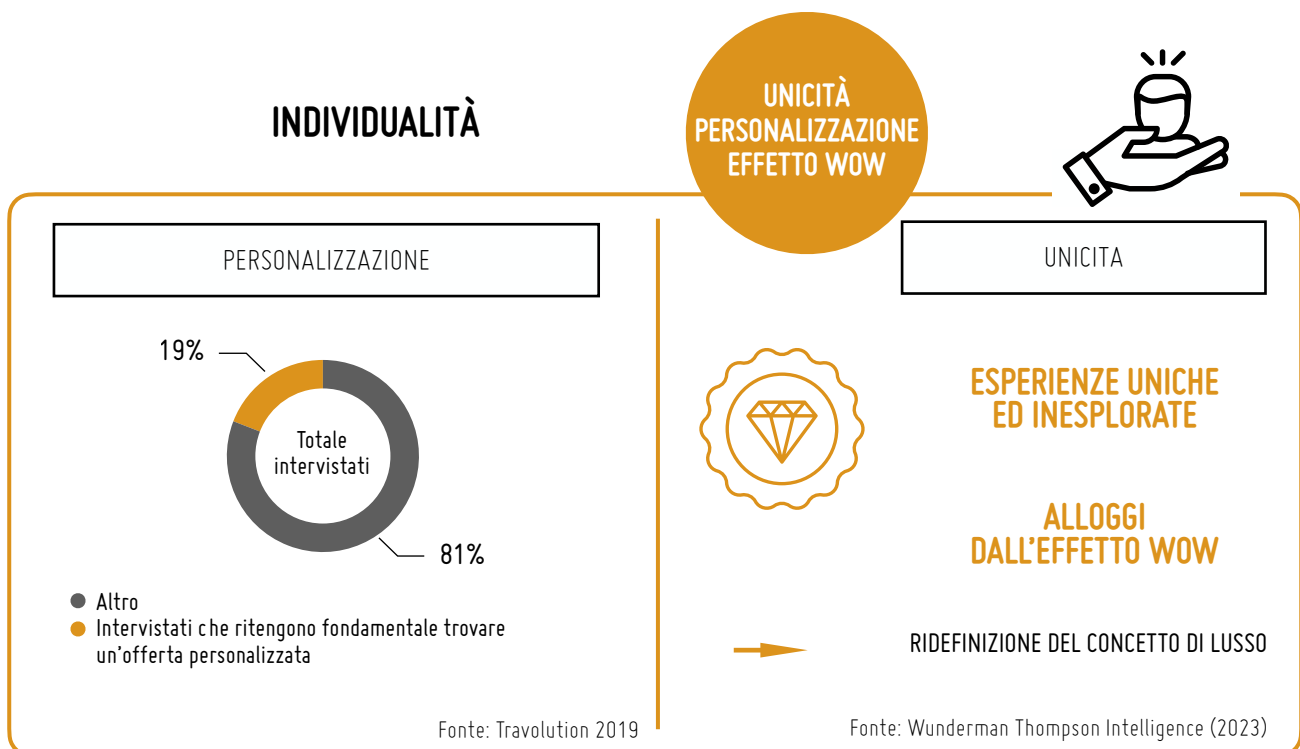 INDIVIDUALITÀ
UNICITÀ
PERSONALIZZAZIONE
EFFETTO WOW
PERSONALIZZAZIONE
19%
Totale
intervistati
81%
Altro
Intervistati che ritengono fondamentale trovare
un'offerta personalizzata
Fonte: Travolution 2019
UNICITA
ESPERIENZE UNICHE
ED INESPLORATE
ALLOGGI
DALL'EFFETTO WOW
RIDEFINIZIONE DEL CONCETTO DI LUSSO
Fonte: Wunderman Thompson Intelligence (2023)